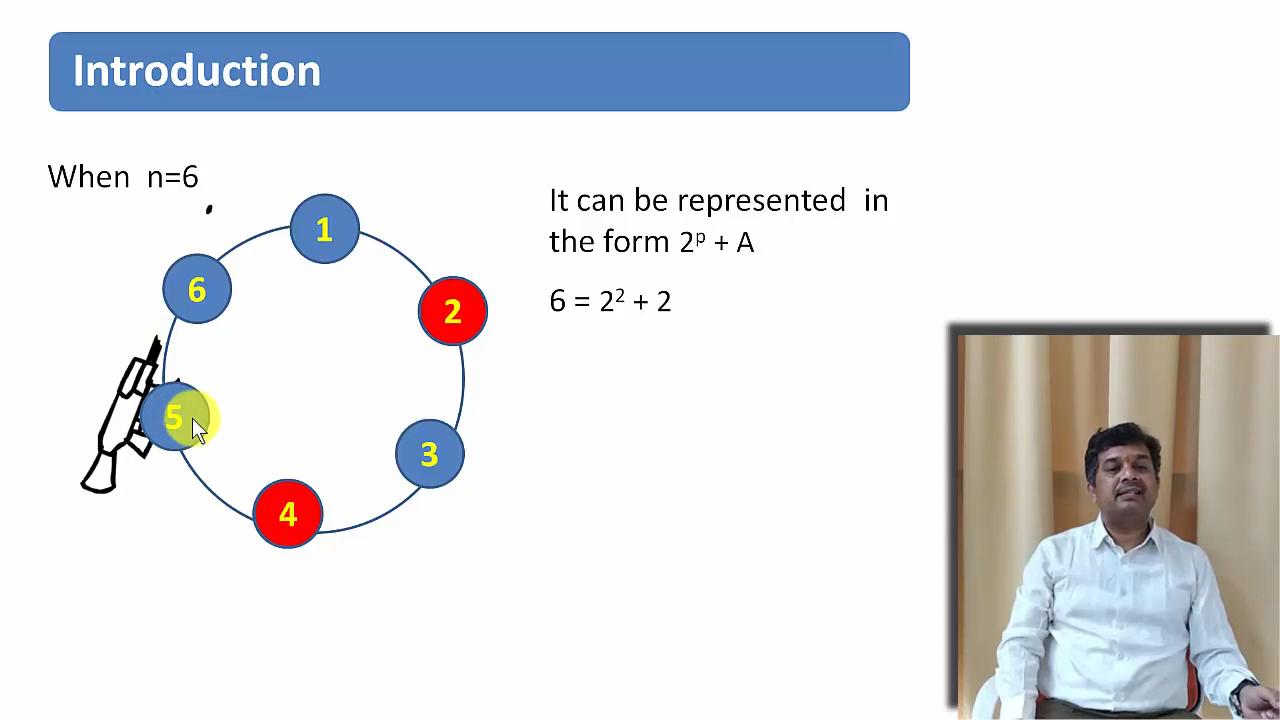 Introduction
When n=6
It can be represented in
the form 2ᵖ + A
6 = 2² + 2
1
2
3
4
5
6